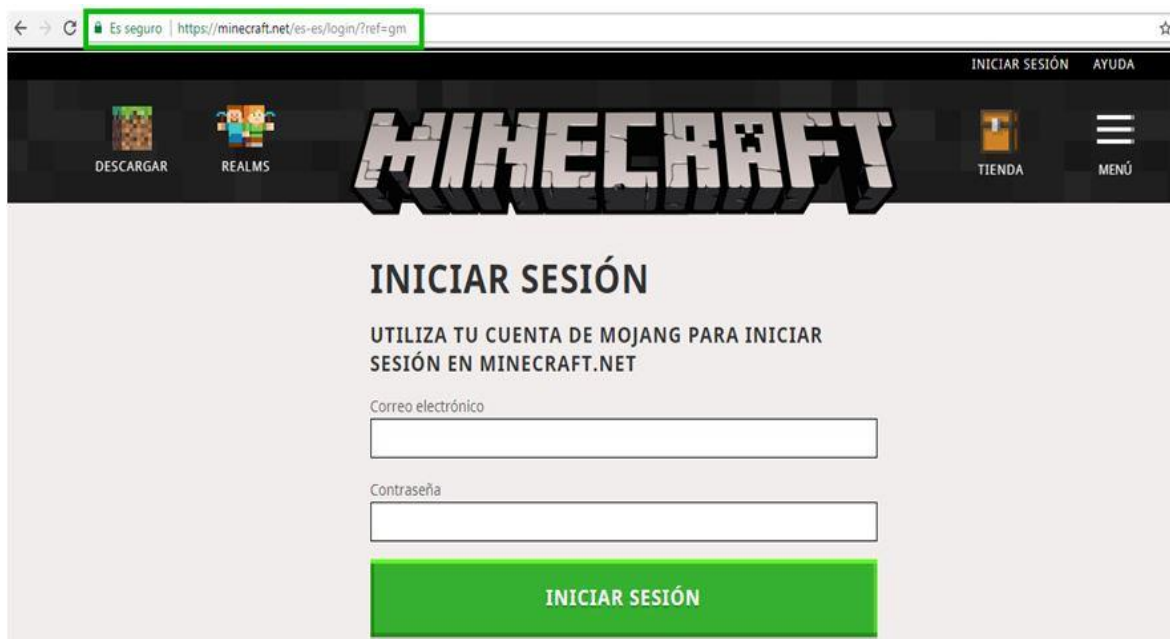 Es seguro | https://minecraft.net/es-es/login/?ref=gm
INICIAR SESIÓN AYUDA
DESCARGAR REALMS MINECRAFT TIENDA MENÚ
INICIAR SESIÓN
UTILIZA TU CUENTA DE MOJANG PARA INICIAR
SESIÓN EN MINECRAFT.NET
Correo electrónico
Contraseña
INICIAR SESIÓN